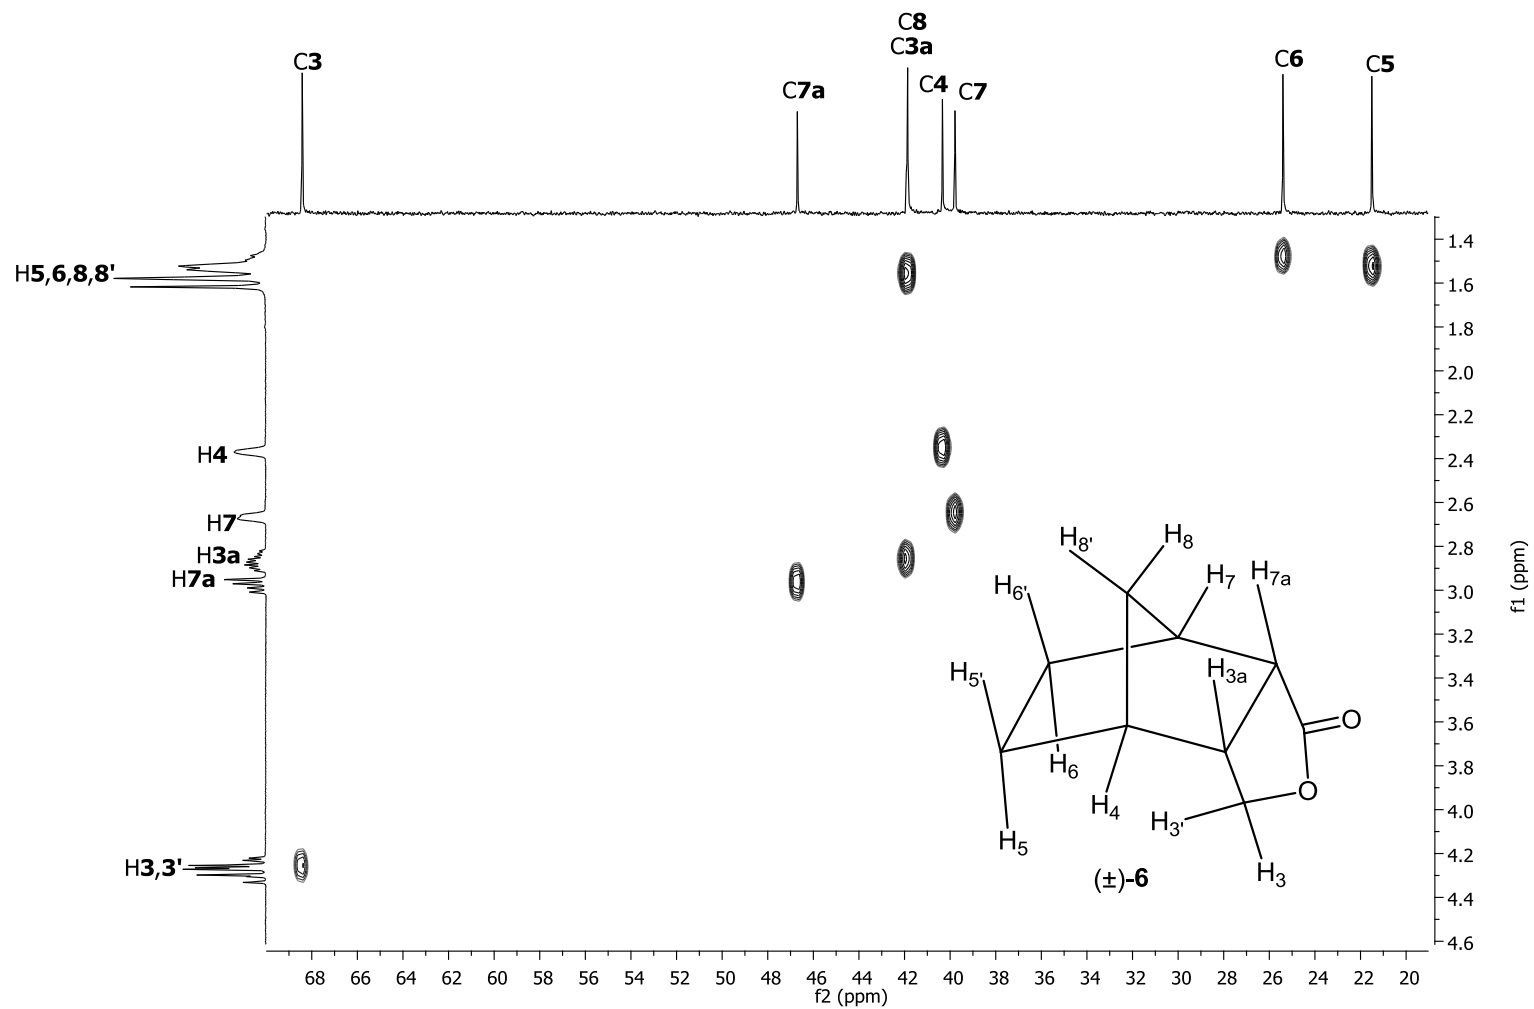 C8
C3a
C3
C7a
C4
C7
C6
C5
H5,6,8,8'
H4
H7
H3a
H7a
H3,3'
1.4
1.6
1.8
2.0
2.2
2.4
2.6
2.8
3.0
3.2
3.4
3.6
3.8
4.0
4.2
4.4
4.6
f1 (ppm)
H8'
H8
H6'
H7
H7a
H5'
H3a
O
H6
H4
O
H3'
H5
H3
(±)-6
68 66 64 62 60 58 56 54 52 50 48 46 44 42 40 38 36 34 32 30 28 26 24 22 20
f2 (ppm)